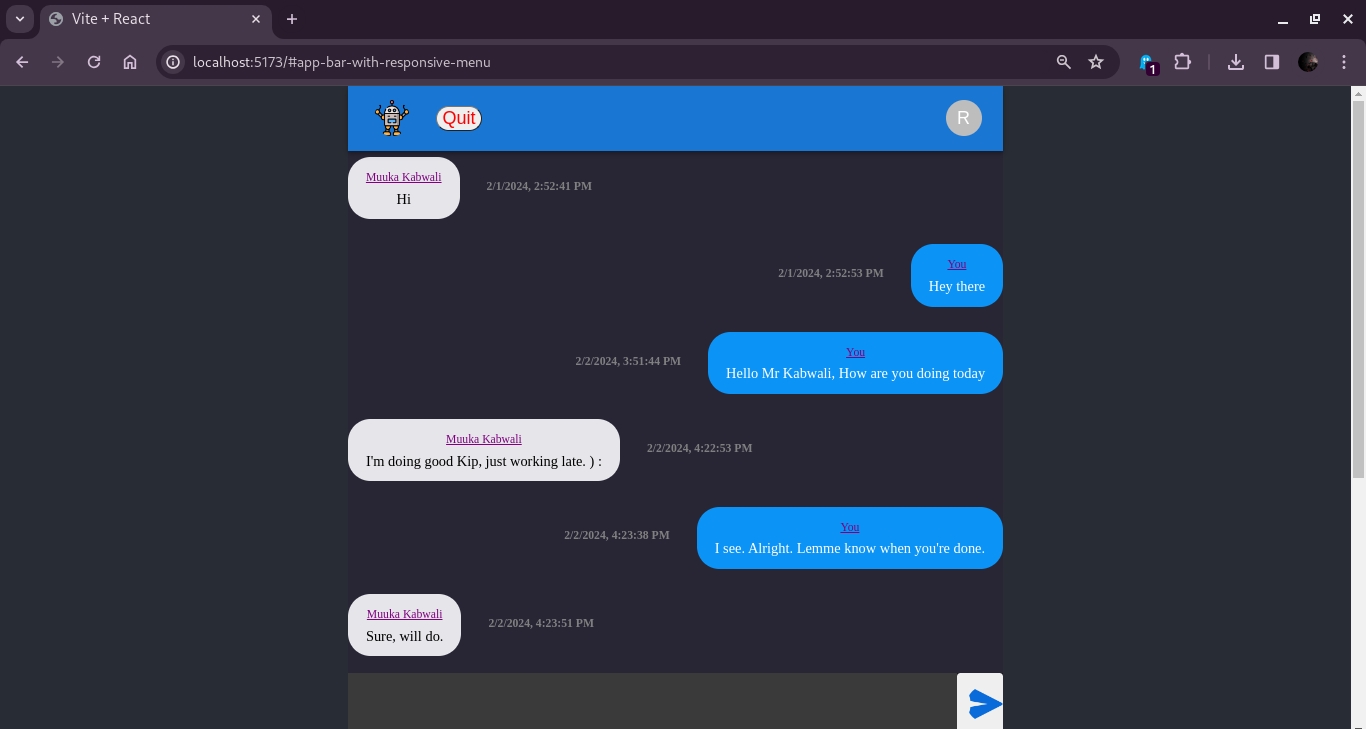 Vite + React
localhost:5173/#app-bar-with-responsive-menu
1
Quit
R
Muuka Kabwali
Hi
2/1/2024, 2:52:41 PM
You
2/1/2024, 2:52:53 PM
Hey there
You
2/2/2024, 3:51:44 PM
Hello Mr Kabwali, How are you doing today
Muuka Kabwali
2/2/2024, 4:22:53 PM
I'm doing good Kip, just working late. ) :
You
2/2/2024, 4:23:38 PM
I see. Alright. Lemme know when you're done.
Muuka Kabwali
2/2/2024, 4:23:51 PM
Sure, will do.